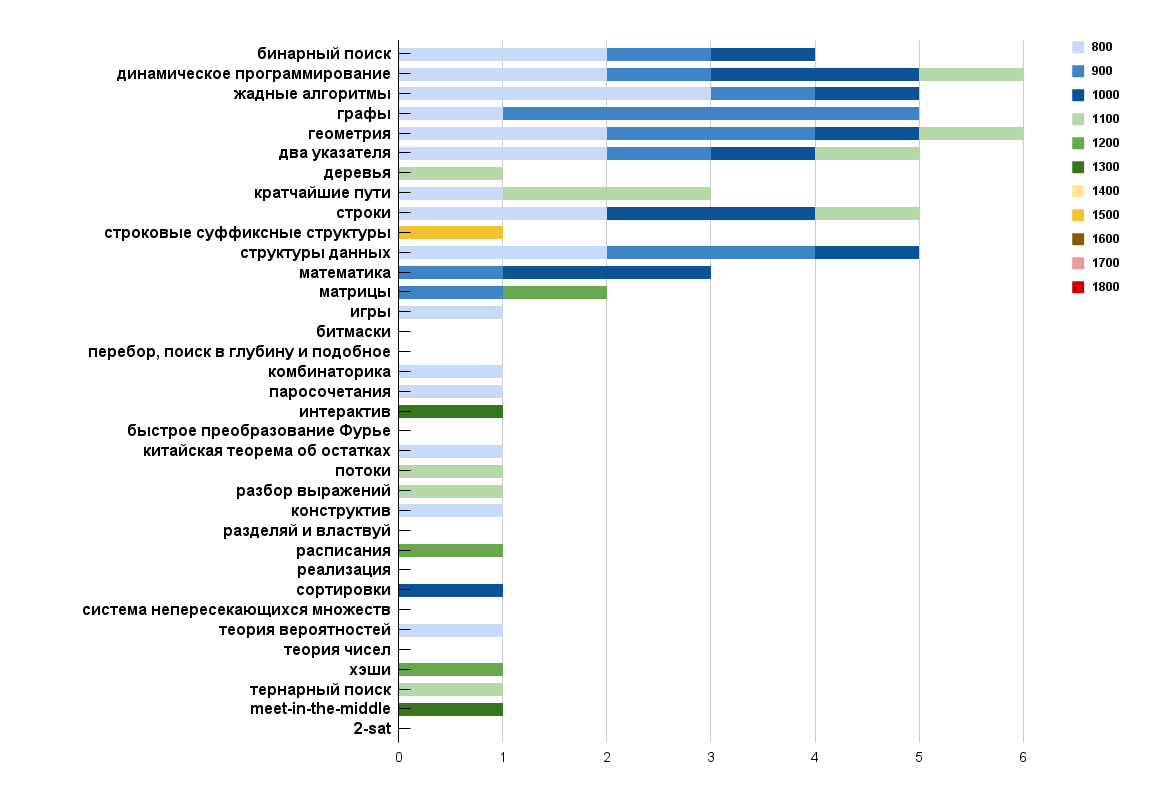 бинарный поиск
динамическое программирование
жадные алгоритмы
графы
геометрия
два указателя
деревья
кратчайшие пути
строки
строковые суффиксные структуры
структуры данных
математика
матрицы
игры
битмаски
перебор, поиск в глубину и подобное
комбинаторика
паросочетания
интерактив
быстрое преобразование Фурье
китайская теорема об остатках
потоки
разбор выражений
конструктив
разделяй и властвуй
расписания
реализация
сортировки
система непересекающихся множеств
теория вероятностей
теория чисел
хэши
тернарный поиск
meet-in-the-middle
2-sat
0 1 2 3 4 5 6
800
900
1000
1100
1200
1300
1400
1500
1600
1700
1800